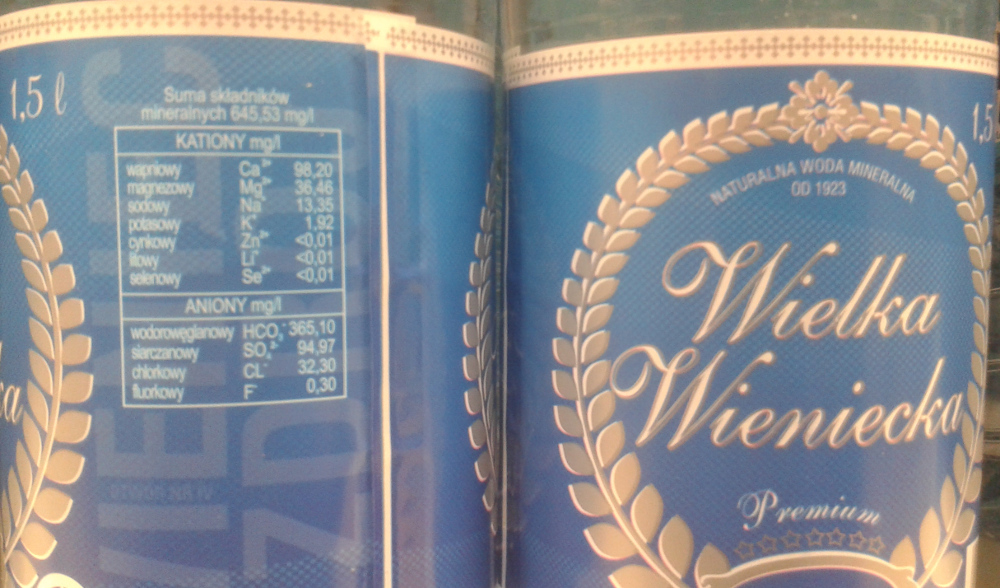 1,5 l
Suma składników
mineralnych 645,53 mg/l
KATIONY mg/l
wapniowy Ca²⁺ 98,20
magnezowy Mg²⁺ 36,46
sodowy Na⁺ 13,35
potasowy K⁺ 1,92
cynkowy Zn²⁺ <0,01
litowy Li⁺ <0,01
selenowy Se²⁺ <0,01
ANIONY mg/l
wodorowęglanowy HCO₃⁻ 365,10
siarczanowy SO₄²⁻ 94,97
chlorkowy CL⁻ 32,30
fluorkowy F⁻ 0,30
ZDR
WIENIEC
NATURALNA WODA MINERALNA
OD 1923
1,5
Wielka
Wieniecka
Premium